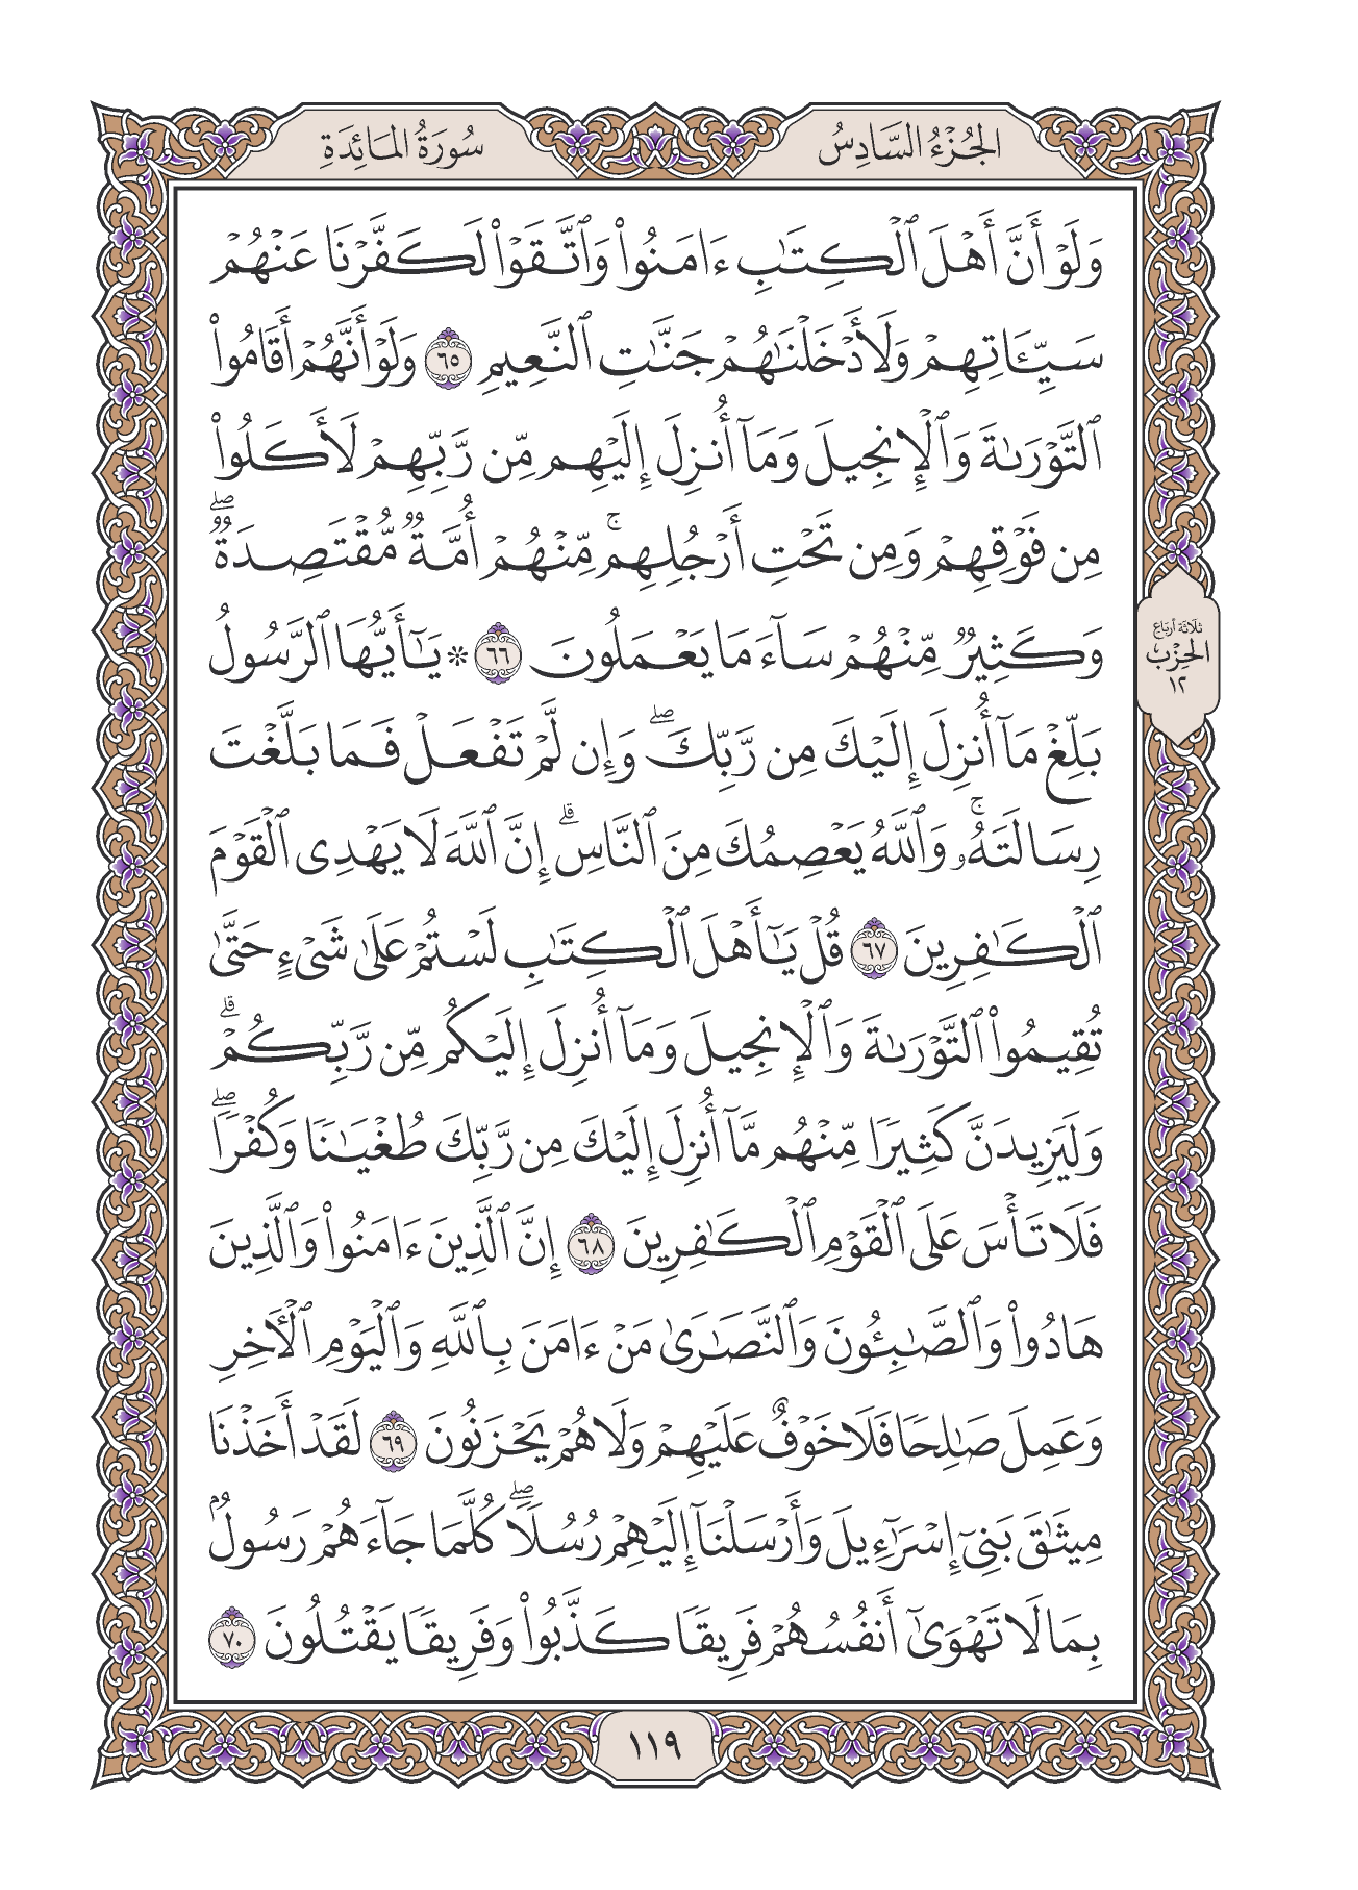 الجُزْءُ السَّادِسُ
سُورَةُ المَائِدَةِ
وَلَوْ أَنَّ أَهْلَ ٱلْكِتَٰبِ ءَامَنُوا۟ وَٱتَّقَوْا۟ لَكَفَّرْنَا عَنْهُمْ
سَيِّـَٔاتِهِمْ وَلَأَدْخَلْنَٰهُمْ جَنَّٰتِ ٱلنَّعِيمِ ٦٥ وَلَوْ أَنَّهُمْ أَقَامُوا۟
ٱلتَّوْرَىٰةَ وَٱلْإِنجِيلَ وَمَآ أُنزِلَ إِلَيْهِم مِّن رَّبِّهِمْ لَأَكَلُوا۟
مِن فَوْقِهِمْ وَمِن تَحْتِ أَرْجُلِهِم ۚ مِّنْهُمْ أُمَّةٌ مُّقْتَصِدَةٌ ۖ
وَكَثِيرٌ مِّنْهُمْ سَآءَ مَا يَعْمَلُونَ ٦٦ * يَٰٓأَيُّهَا ٱلرَّسُولُ
بَلِّغْ مَآ أُنزِلَ إِلَيْكَ مِن رَّبِّكَ ۖ وَإِن لَّمْ تَفْعَلْ فَمَا بَلَّغْتَ
رِسَالَتَهُۥ ۚ وَٱللَّهُ يَعْصِمُكَ مِنَ ٱلنَّاسِ ۗ إِنَّ ٱللَّهَ لَا يَهْدِى ٱلْقَوْمَ
ٱلْكَٰفِرِينَ ٦٧ قُلْ يَٰٓأَهْلَ ٱلْكِتَٰبِ لَسْتُمْ عَلَىٰ شَىْءٍ حَتَّىٰ
تُقِيمُوا۟ ٱلتَّوْرَىٰةَ وَٱلْإِنجِيلَ وَمَآ أُنزِلَ إِلَيْكُم مِّن رَّبِّكُمْ ۗ
وَلَيَزِيدَنَّ كَثِيرًا مِّنْهُم مَّآ أُنزِلَ إِلَيْكَ مِن رَّبِّكَ طُغْيَٰنًا وَكُفْرًا ۖ
فَلَا تَأْسَ عَلَى ٱلْقَوْمِ ٱلْكَٰفِرِينَ ٦٨ إِنَّ ٱلَّذِينَ ءَامَنُوا۟ وَٱلَّذِينَ
هَادُوا۟ وَٱلصَّٰبِـُٔونَ وَٱلنَّصَٰرَىٰ مَنْ ءَامَنَ بِٱللَّهِ وَٱلْيَوْمِ ٱلْـَٔاخِرِ
وَعَمِلَ صَٰلِحًا فَلَا خَوْفٌ عَلَيْهِمْ وَلَا هُمْ يَحْزَنُونَ ٦٩ لَقَدْ أَخَذْنَا
مِيثَٰقَ بَنِىٓ إِسْرَٰٓءِيلَ وَأَرْسَلْنَآ إِلَيْهِمْ رُسُلًا ۖ كُلَّمَا جَآءَهُمْ رَسُولٌۢ
بِمَا لَا تَهْوَىٰٓ أَنفُسُهُمْ فَرِيقًا كَذَّبُوا۟ وَفَرِيقًا يَقْتُلُونَ ٧٠
ثلاثة أرباع
الحِزْب
١٢
١١٩